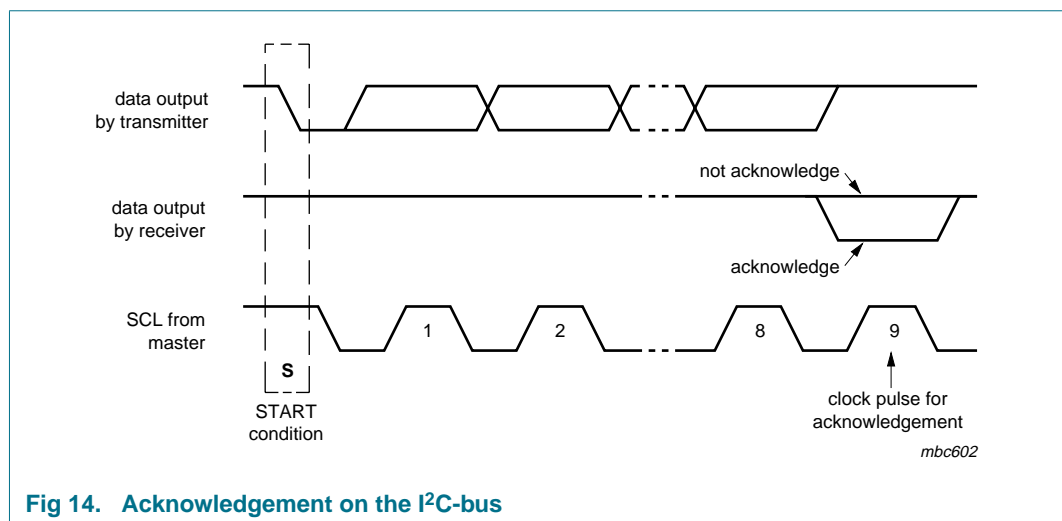 data output
by transmitter
not acknowledge
data output
by receiver
acknowledge
SCL from
master
1
2
8
9
S
START
condition
clock pulse for
acknowledgement
mbc602
Fig 14. Acknowledgement on the I²C-bus